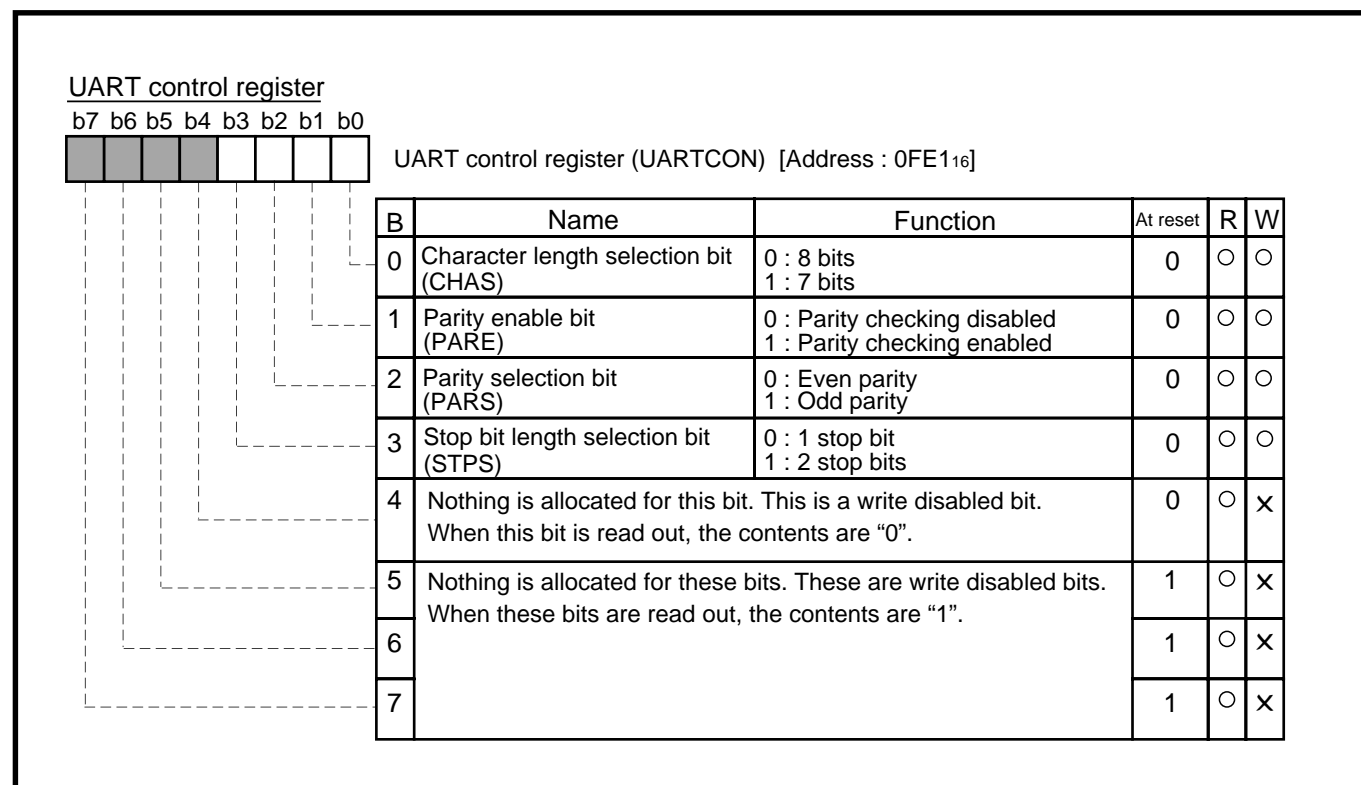 UART control register
b7 b6 b5 b4 b3 b2 b1 b0
UART control register (UARTCON) [Address : 0FE1₁₆]
B Name Function At reset R W
0 Character length selection bit (CHAS) 0 : 8 bits 1 : 7 bits 0 ○ ○
1 Parity enable bit (PARE) 0 : Parity checking disabled 1 : Parity checking enabled 0 ○ ○
2 Parity selection bit (PARS) 0 : Even parity 1 : Odd parity 0 ○ ○
3 Stop bit length selection bit (STPS) 0 : 1 stop bit 1 : 2 stop bits 0 ○ ○
4 Nothing is allocated for this bit. This is a write disabled bit. 0 ○ ✕
When this bit is read out, the contents are “0”.
5 Nothing is allocated for these bits. These are write disabled bits. 1 ○ ✕
When these bits are read out, the contents are “1”.
6 1 ○ ✕
7 1 ○ ✕